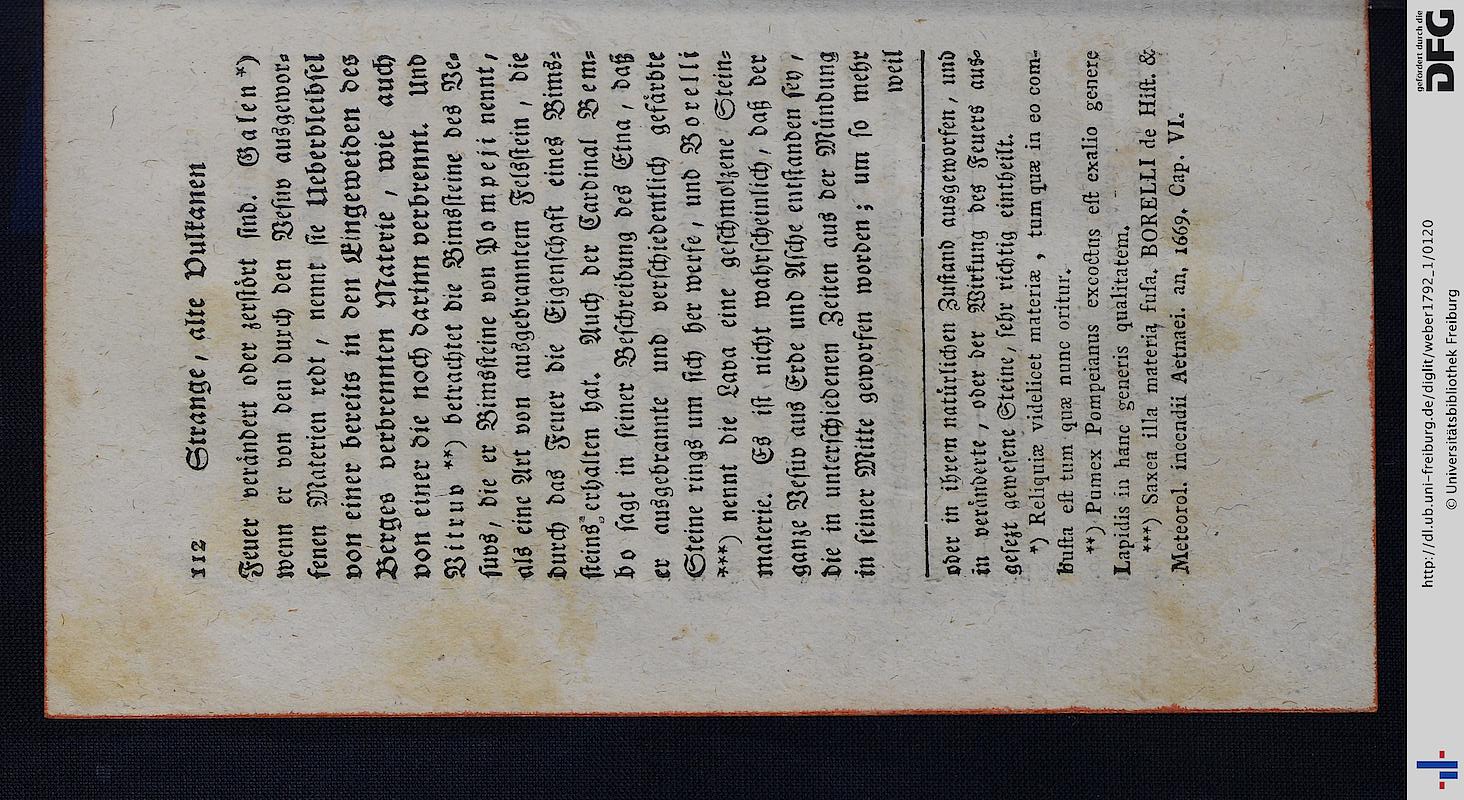 112 Strange, alte Vulkanen
Feuer verändert oder zerstört sind. Galen *)
wenn er von den durch den Vesuv ausgewor-
fenen Materien redt, nennt sie Ueberbleibsel
von einer bereits in den Eingeweiden des
Berges verbrennten Materie, wie auch
von einer die noch darinn verbrennt. Und
Vitruv **) betrachtet die Bimssteine des Ve-
suvs, die er Bimssteine von Pompeji nennt,
als eine Art von ausgebranntem Felsstein, die
durch das Feuer die Eigenschaft eines Bims-
steins erhalten hat. Auch der Cardinal Bem-
bo sagt in seiner Beschreibung des Etna, daß
er ausgebrannte und verschiedentlich gefärbte
Steine rings um sich her werfe, und Borelli
***) nennt die Lava eine geschmolzene Stein-
materie. Es ist nicht wahrscheinlich, daß der
ganze Vesuv aus Erde und Asche entstanden sey,
die in unterschiedenen Zeiten aus der Mündung
in seiner Mitte geworfen worden; um so mehr
weil
oder in ihrem natürlichen Zustand ausgeworfen, und
in veränderte, oder der Wirkung des Feuers aus-
gesezt gewesene Steine, sehr richtig eintheilt.
*) Reliquiæ videlicet materiæ, tum quæ in eo com-
busta est tum quæ nunc oritur.
**) Pumex Pompeianus excoctus est exalio genere
Lapidis in hanc generis qualitatem.
***) Saxea illa materia fusa. BORELLI de Hist. &
Meteorol. incendii Aetnaei. an. 1669. Cap. VI.
gefördert durch die
DFG
http://dl.ub.uni-freiburg.de/diglit/weber1792_1/0120
© Universitätsbibliothek Freiburg